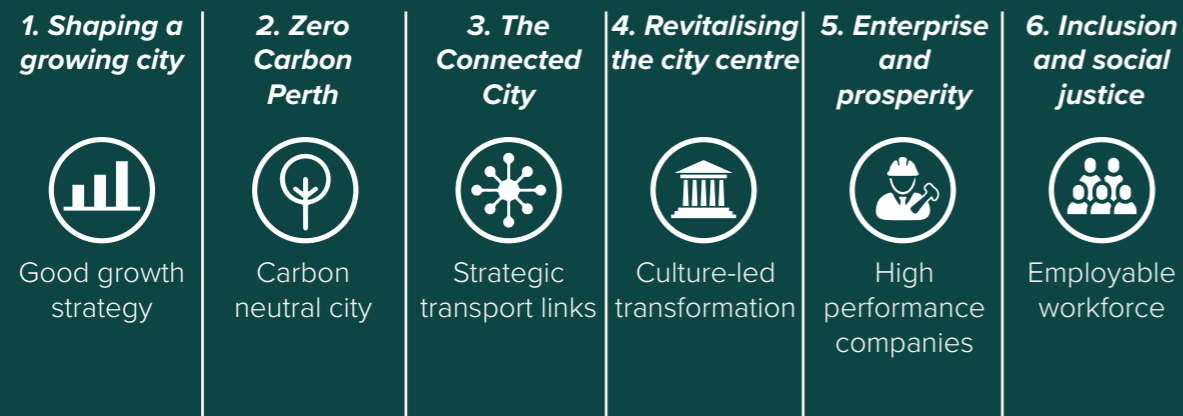 1. Shaping a
growing city
Good growth
strategy
2. Zero
Carbon
Perth
Carbon
neutral city
3. The
Connected
City
Strategic
transport links
4. Revitalising
the city centre
Culture-led
transformation
5. Enterprise
and
prosperity
High
performance
companies
6. Inclusion
and social
justice
Employable
workforce